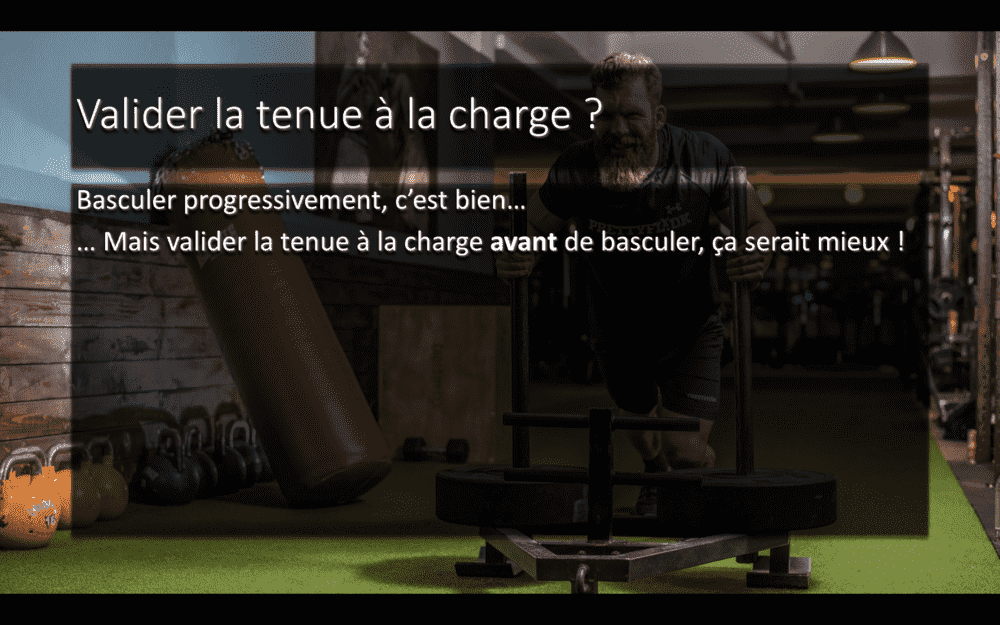 Valider la tenue à la charge ?
Basculer progressivement, c’est bien…
… Mais valider la tenue à la charge avant de basculer, ça serait mieux !